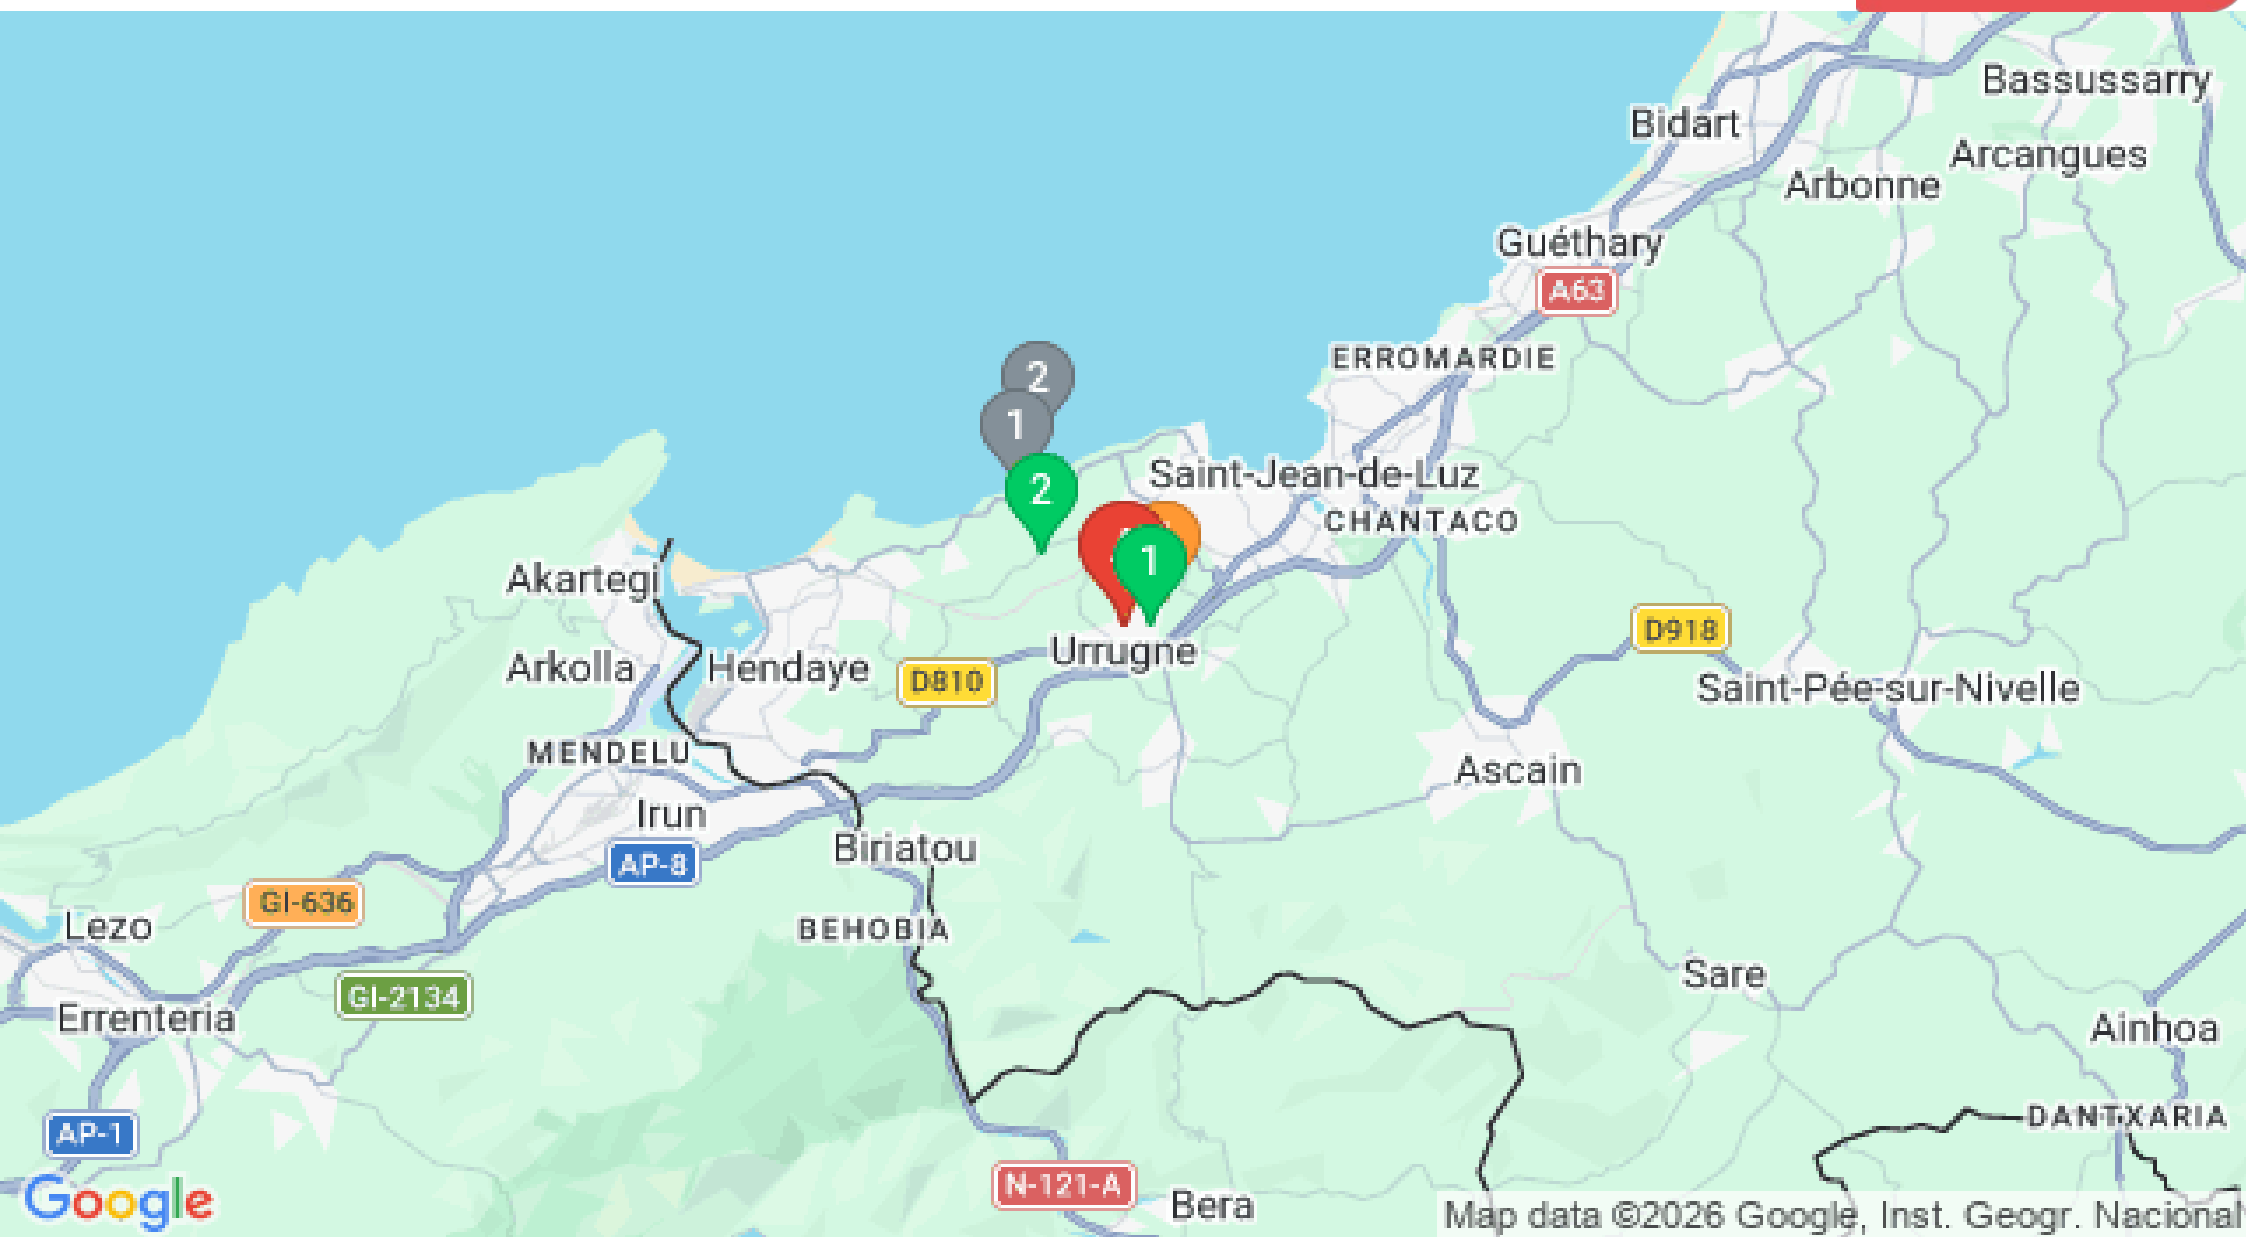 Bassussarry
Bidart
Arcangues
Arbonne
Guéthary
A63
ERROMARDIE
2
1
Saint-Jean-de-Luz
2
CHANTACO
1
Akartegi
Urrugne
D918
Arkolla
Hendaye
D810
Saint-Pée-sur-Nivelle
MENDELU
Ascain
Irun
Biriatou
AP-8
GI-636
Lezo
BEHOBIA
Sare
GI-2134
Errenteria
Ainhoa
DANTXARIA
AP-1
N-121-A
Google
Bera
Map data ©2026 Google, Inst. Geogr. Nacional